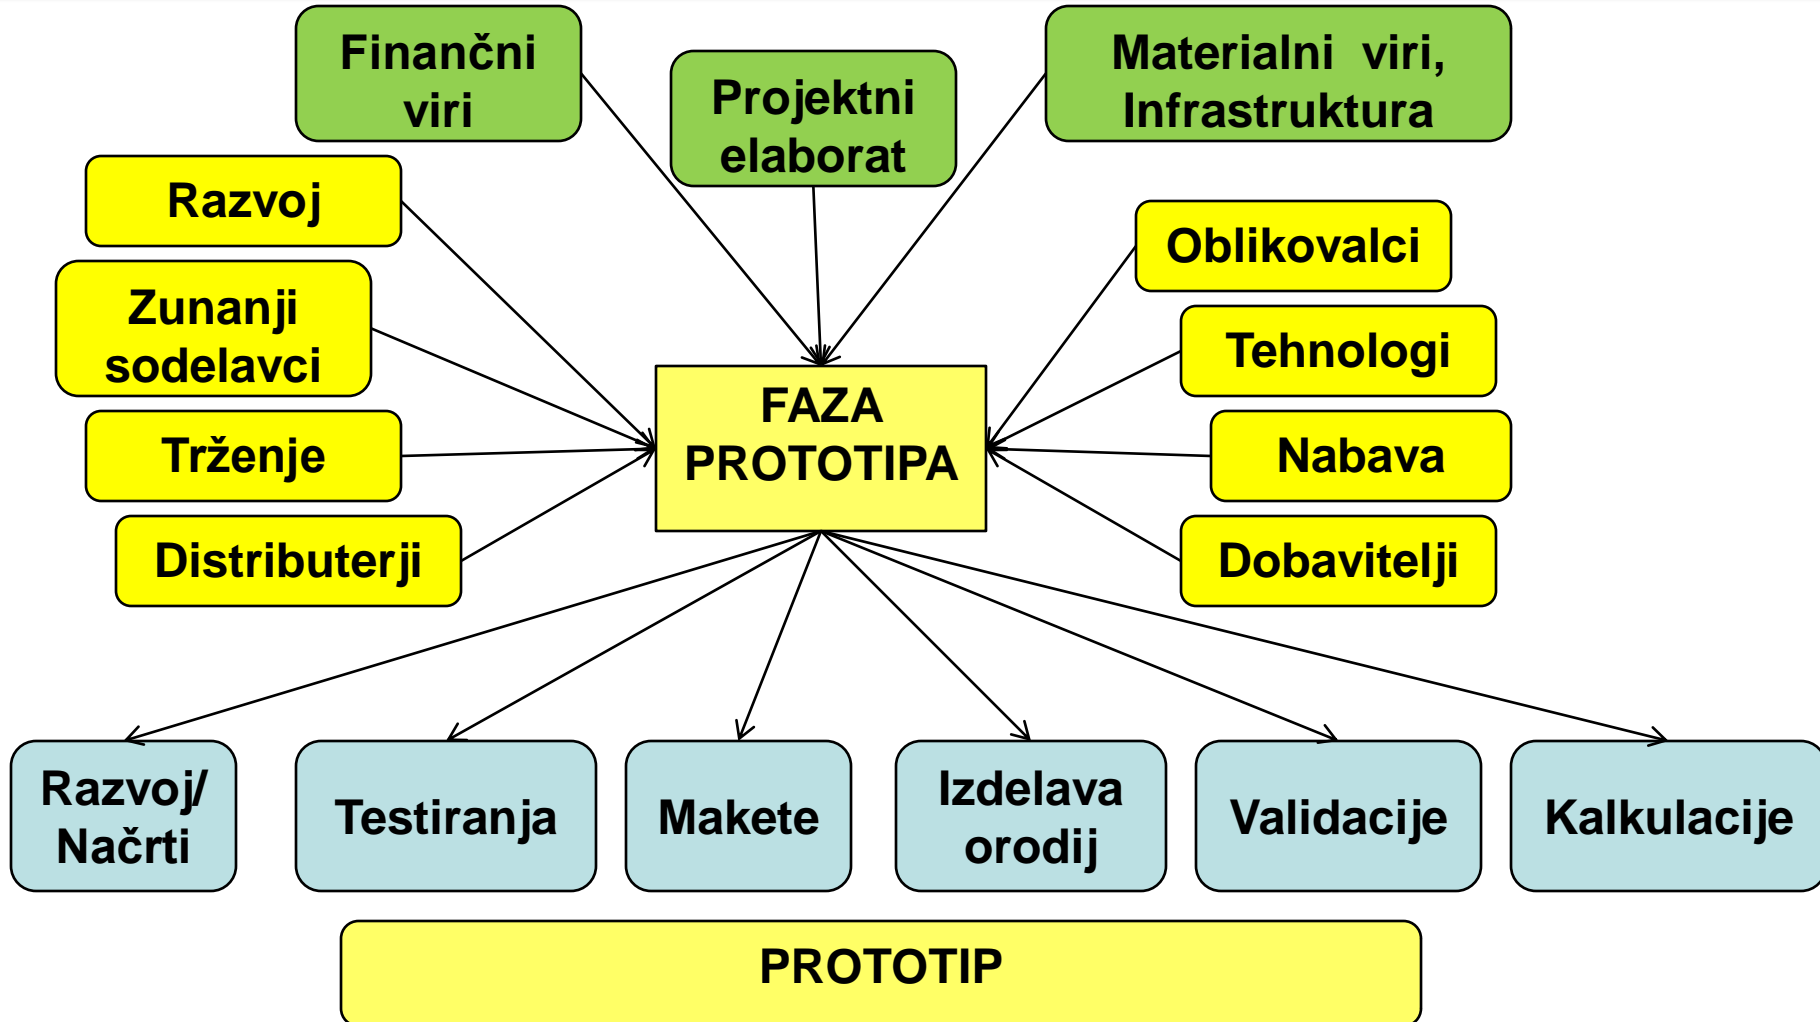 Finančni
viri
Projektni
elaborat
Materialni viri,
Infrastruktura
Razvoj
Zunanji
sodelavci
Trženje
Distributerji
FAZA
PROTOTIPA
Oblikovalci
Tehnologi
Nabava
Dobavitelji
Razvoj/
Načrti
Testiranja
Makete
Izdelava
orodij
Validacije
Kalkulacije
PROTOTIP